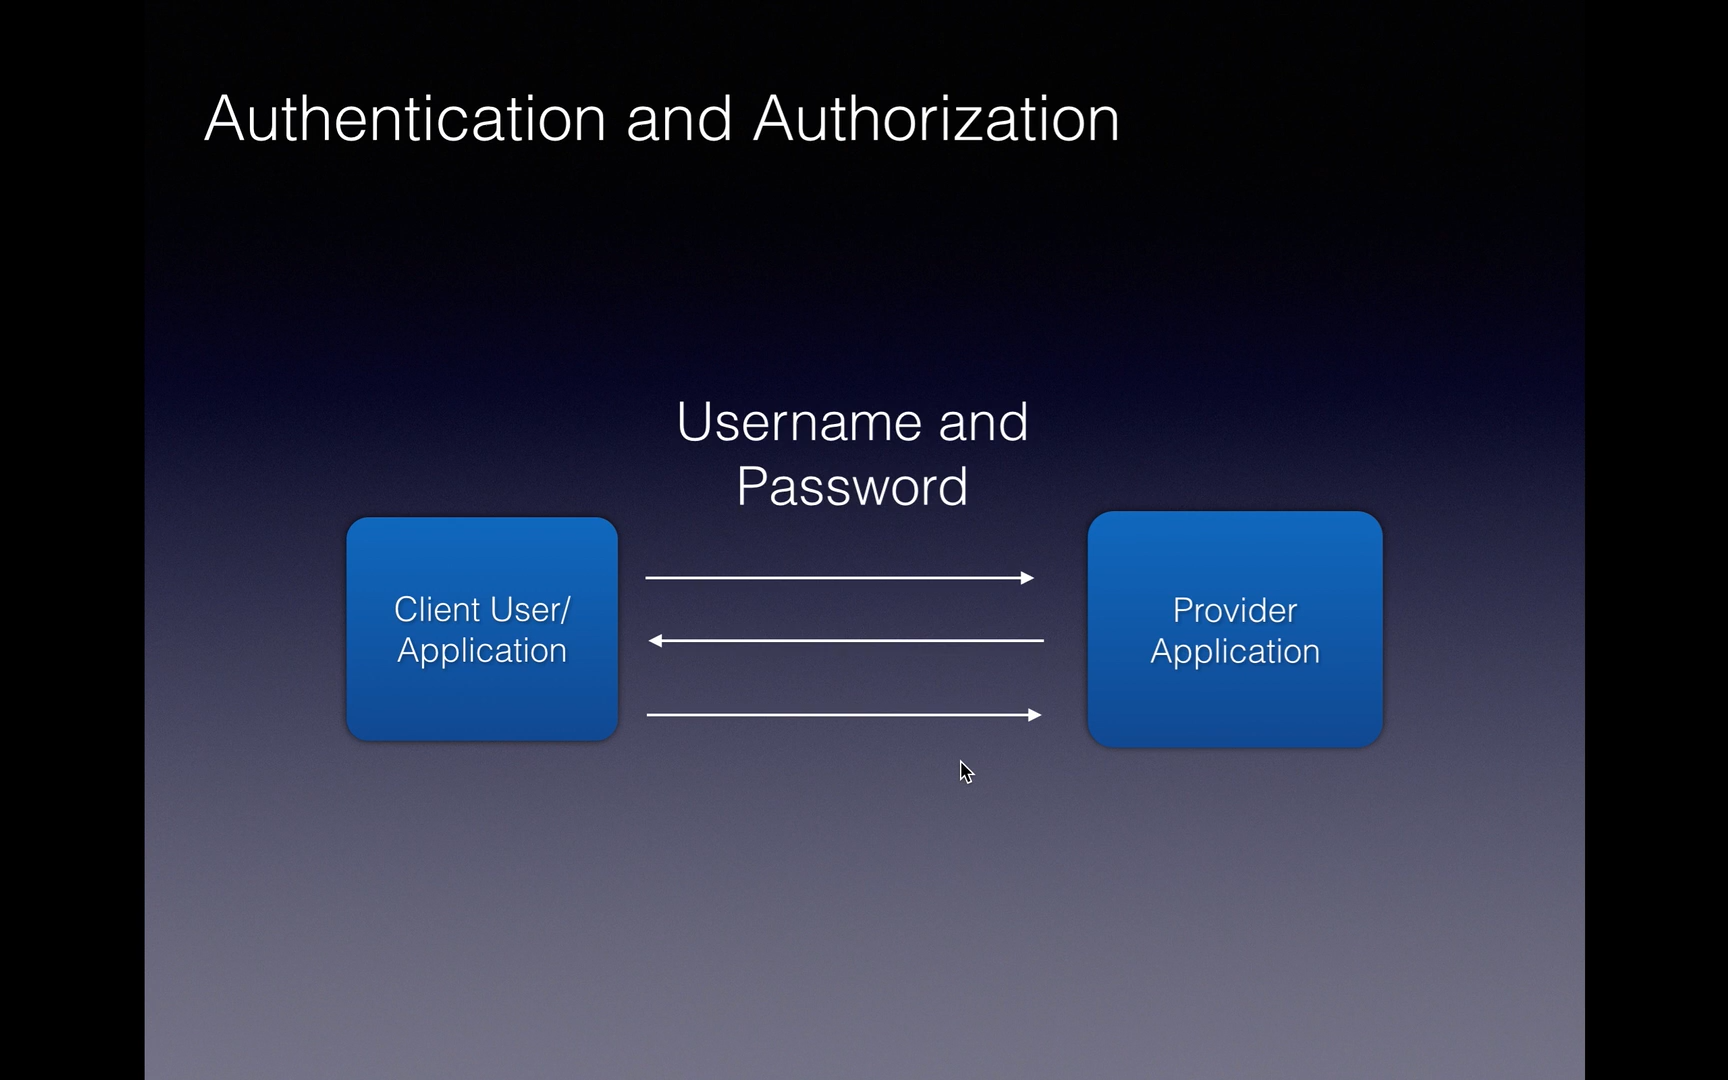 Authentication and Authorization
Username and
Password
Client User/
Application
Provider
Application